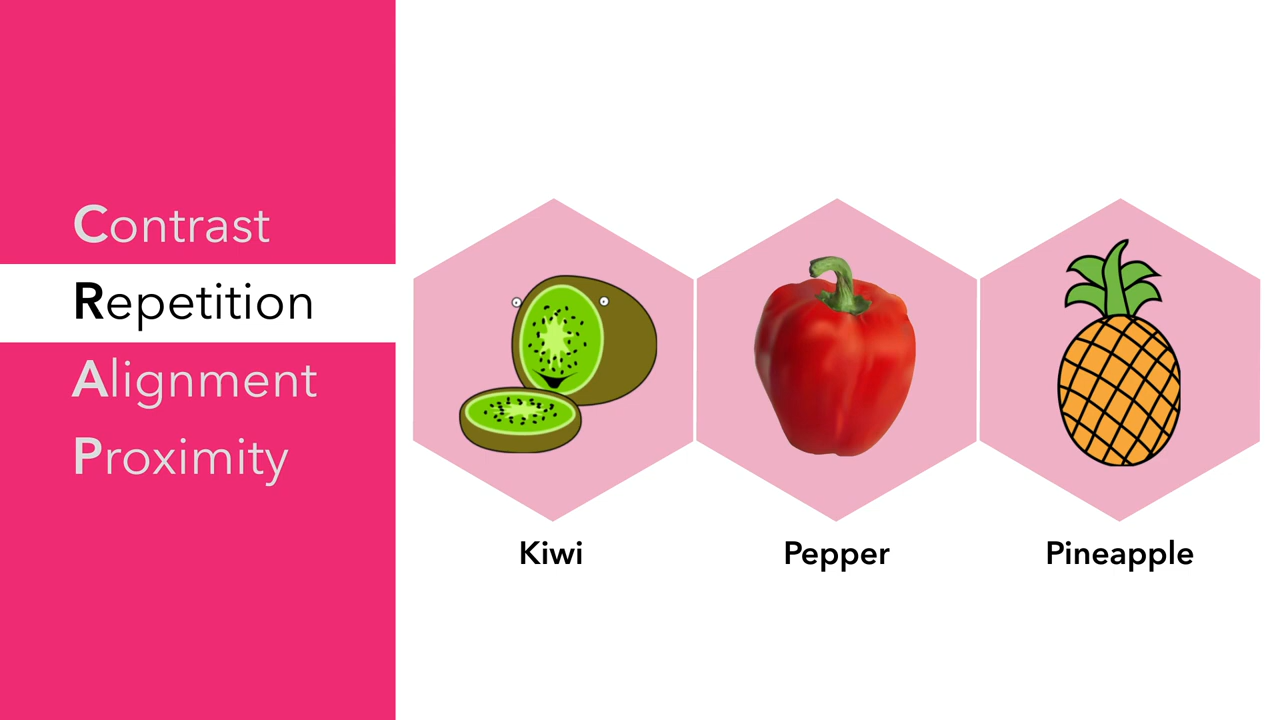 Contrast
Repetition
Alignment
Proximity
Kiwi
Pepper
Pineapple